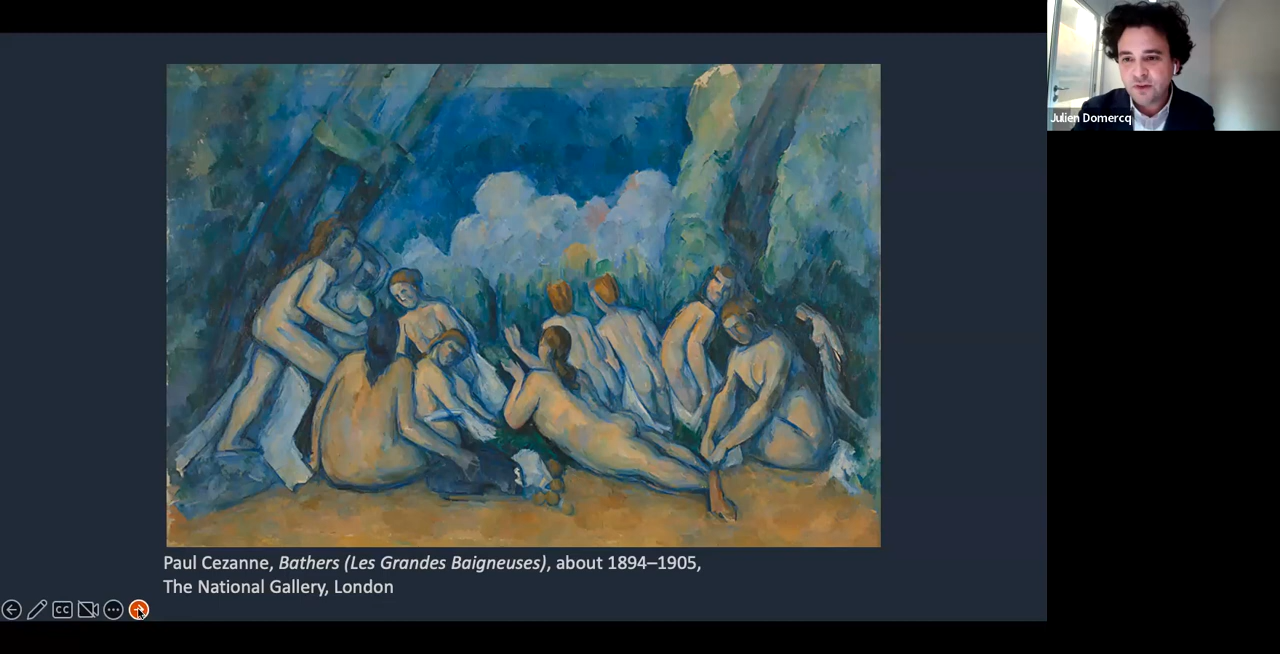 Julien Domercq
Paul Cezanne, Bathers (Les Grandes Baigneuses), about 1894–1905,
The National Gallery, London
CC